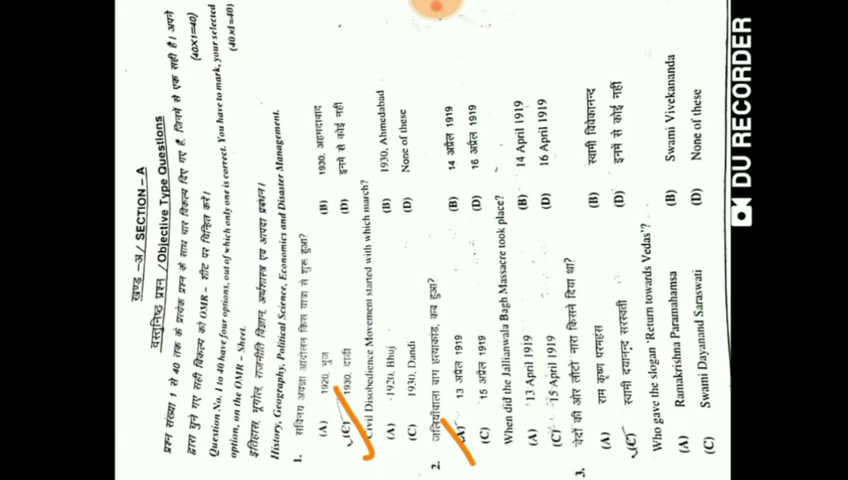 खण्ड -अ / SECTION - A
वस्तुनिष्ठ प्रश्न / Objective Type Questions
प्रश्न संख्या 1 से 40 तक के प्रत्येक प्रश्न के साथ चार विकल्प दिए गए हैं, जिनमें से एक सही है। अपने
द्वारा चुने गए सही विकल्प को OMR - शीट पर चिन्हित करें। (40X1=40)
Question No. 1 to 40 have four options, out of which only one is correct. You have to mark, your selected
option, on the OMR - Sheet. (40x1=40)
इतिहास, भूगोल, राजनीति विज्ञान, अर्थशास्त्र एवं आपदा प्रबंधन।
History, Geography, Political Science, Economics and Disaster Management.
1. सविनय अवज्ञा आंदोलन किस यात्रा से शुरू हुआ?
(A) 1920, भुज (B) 1930, अहमदाबाद
(C) 1930, दांडी (D) इनमें से कोई नहीं
Civil Disobedience Movement started with which march?
(A) 1920, Bhuj (B) 1930, Ahmedabad
(C) 1930, Dandi (D) None of these
2. जलियाँवाला बाग हत्याकांड, कब हुआ?
(A) 13 अप्रैल 1919 (B) 14 अप्रैल 1919
(C) 15 अप्रैल 1919 (D) 16 अप्रैल 1919
When did the Jallianwala Bagh Massacre took place?
(A) 13 April 1919 (B) 14 April 1919
(C) 15 April 1919 (D) 16 April 1919
3. वेदों की ओर लौटो नारा किसने दिया था?
(A) राम कृष्ण परमहंस (B) स्वामी विवेकानन्द
(C) स्वामी दयानन्द सरस्वती (D) इनमें से कोई नहीं
Who gave the slogan 'Return towards Vedas'?
(A) Ramakrishna Paramahamsa (B) Swami Vivekananda
(C) Swami Dayanand Saraswati (D) None of these
DU RECORDER